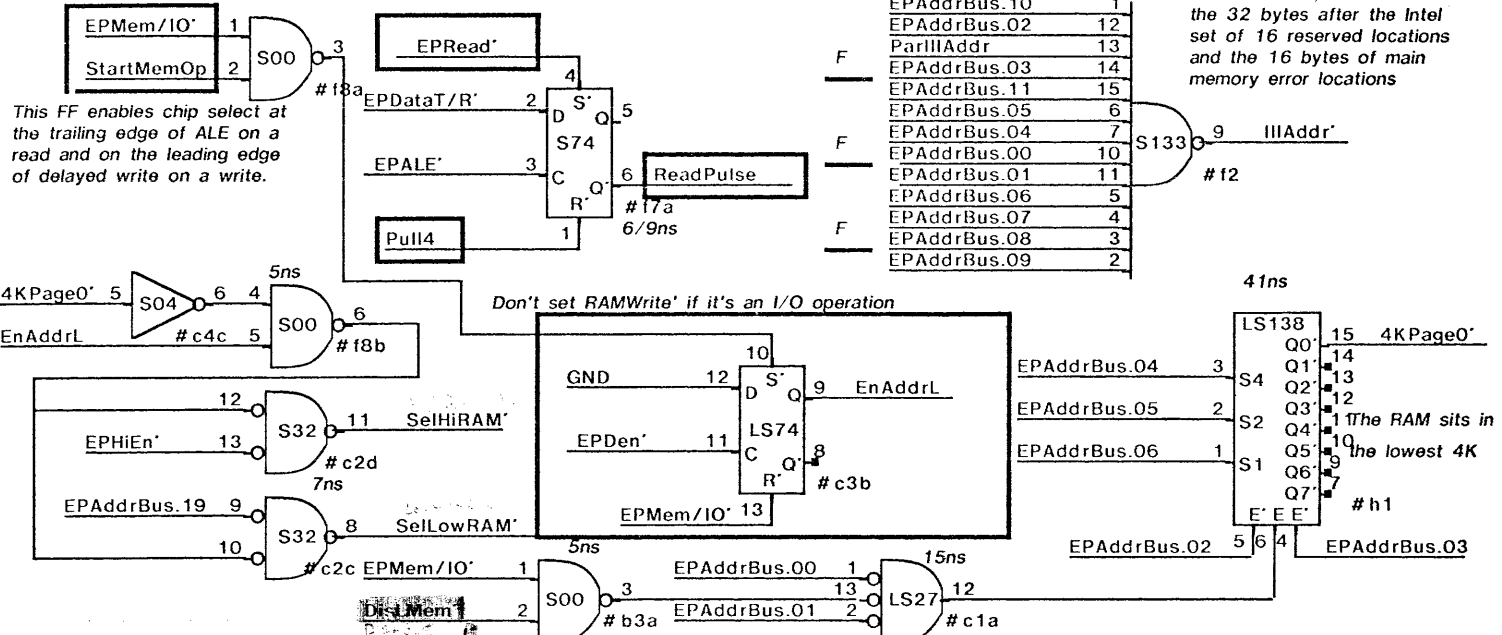 EPMem/IO' 1
StartMemOp 2
S00
3
#f8a
This FF enables chip select at
the trailing edge of ALE on a
read and on the leading edge
of delayed write on a write.
EPRead'
4
EPDataT/R' 2
S'
D
Q
5
S74
EPALE' 3
C
Q'
6
ReadPulse
R'
#f7a
6/9ns
1
Pull4
F
F
F
EPAddrBus.10 1
EPAddrBus.02 12
ParIllAddr 13
EPAddrBus.03 14
EPAddrBus.11 15
EPAddrBus.05 6
EPAddrBus.04 7
EPAddrBus.00 10
EPAddrBus.01 11
EPAddrBus.06 5
EPAddrBus.07 4
EPAddrBus.08 3
EPAddrBus.09 2
S133
9
IllAddr'
#f2
the 32 bytes after the Intel
set of 16 reserved locations
and the 16 bytes of main
memory error locations
4KPage0' 5
S04
6
#c4c
5ns
4
EnAddrL 5
S00
6
#f8b
12
EPHiEn' 13
S32
11
SelHiRAM'
#c2d
7ns
EPAddrBus.19 9
10
S32
8
SelLowRAM'
#c2c
Don't set RAMWrite' if it's an I/O operation
10
GND 12
S'
D
Q
9
EnAddrL
LS74
EPDen' 11
C
Q'
8
R'
#c3b
EPMem/IO' 13
5ns
EPMem/IO' 1
2
S00
3
#b3a
15ns
EPAddrBus.00 1
13
EPAddrBus.01 2
LS27
12
#c1a
41ns
LS138
EPAddrBus.04 3
S4
EPAddrBus.05 2
S2
EPAddrBus.06 1
S1
Q0' 15 4KPage0'
Q1' 14
Q2' 13
Q3' 12
Q4' 11
Q5' 10
Q6' 9
Q7' 7
The RAM sits in
the lowest 4K
#h1
E' E E'
5 6 4
EPAddrBus.02
EPAddrBus.03